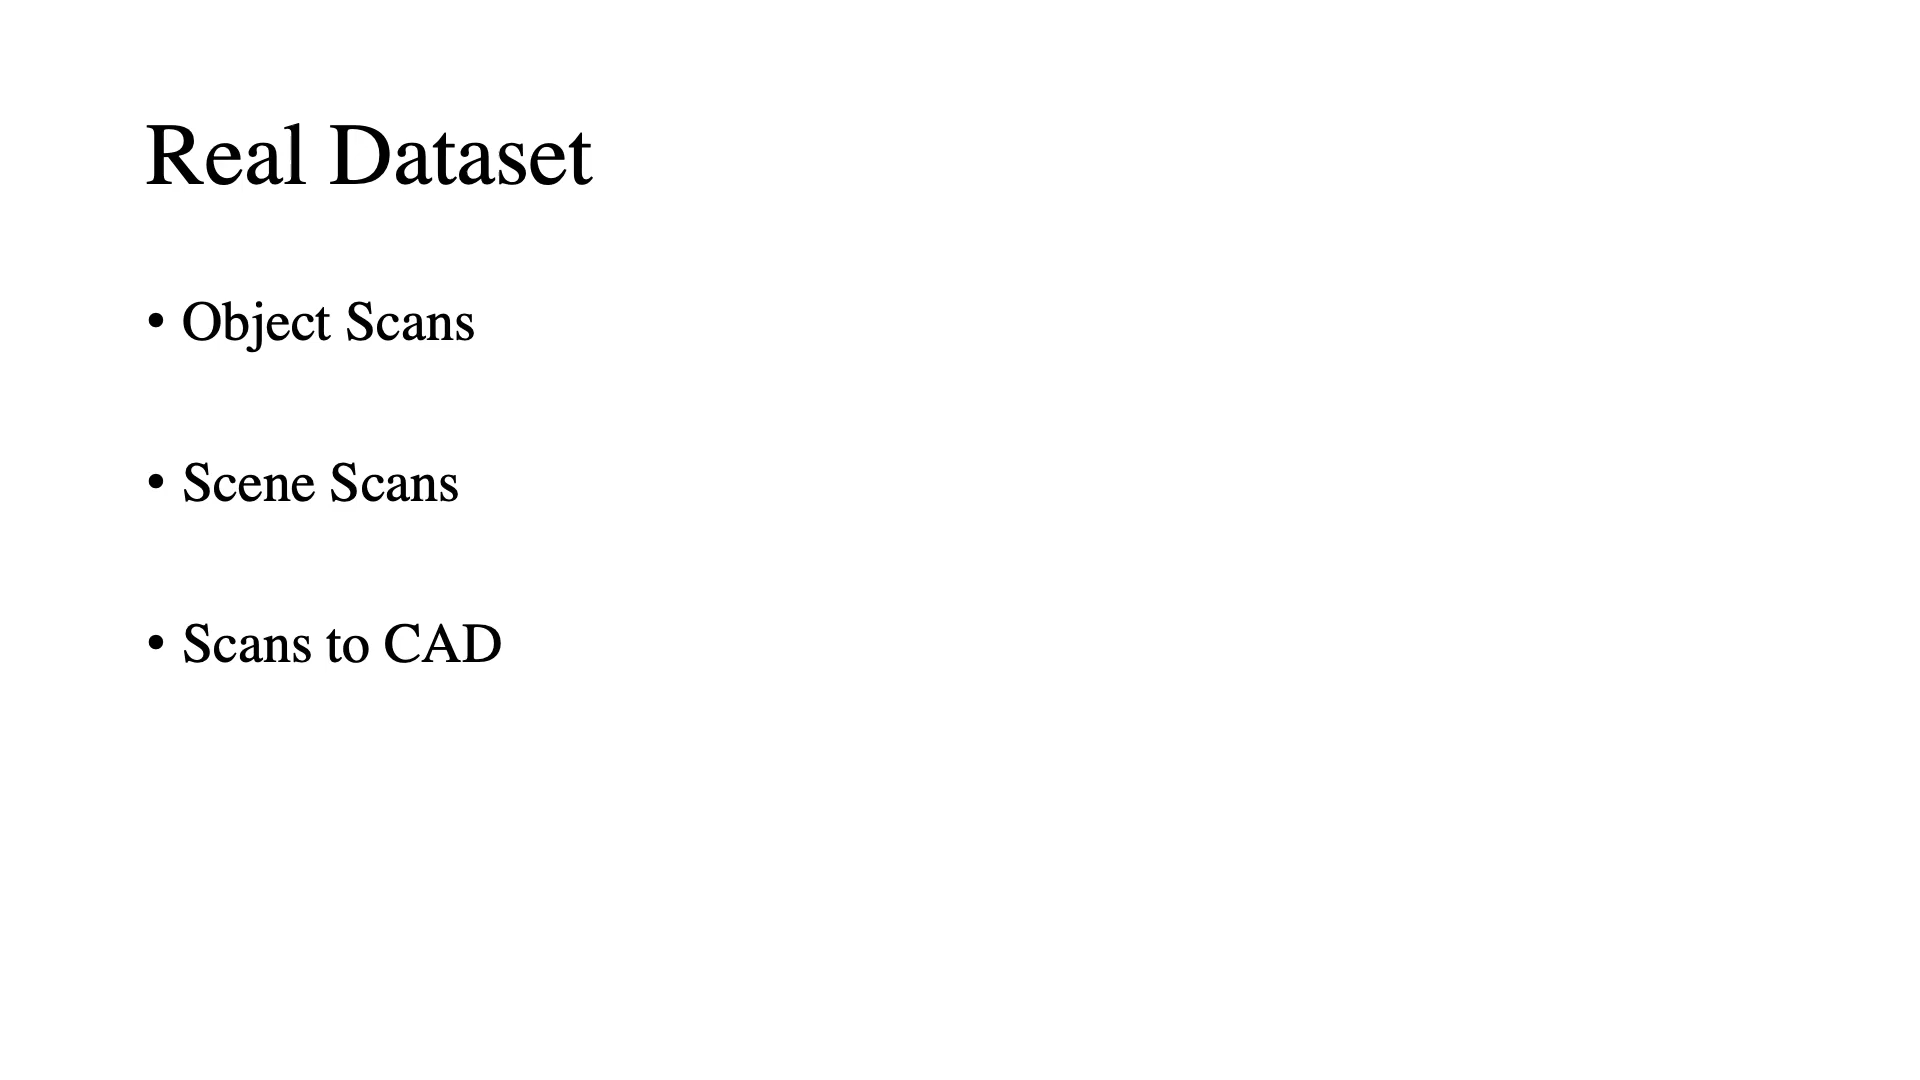 Real Dataset
• Object Scans
• Scene Scans
• Scans to CAD